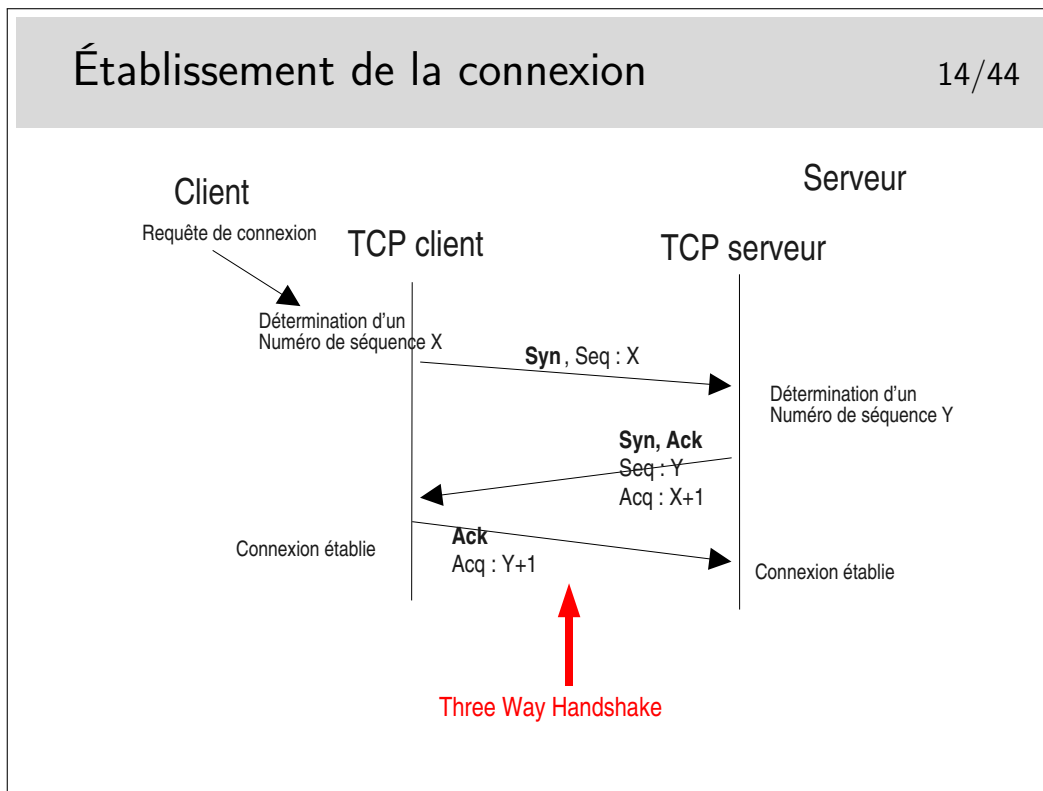 Établissement de la connexion 14/44
Serveur
Client
Requête de connexion
TCP client
TCP serveur
Détermination d'un
Numéro de séquence X
Syn , Seq : X
Détermination d'un
Numéro de séquence Y
Syn, Ack
Seq : Y
Acq : X+1
Ack
Acq : Y+1
Connexion établie
Connexion établie
Three Way Handshake